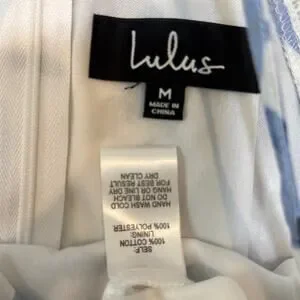 Lulus
M
MADE IN
CHINA
SELF:
100% COTTON
LINING:
100% POLYESTER
HAND WASH COLD
DO NOT BLEACH
HANG OR LINE DRY
FOR BEST RESULT
DRY CLEAN